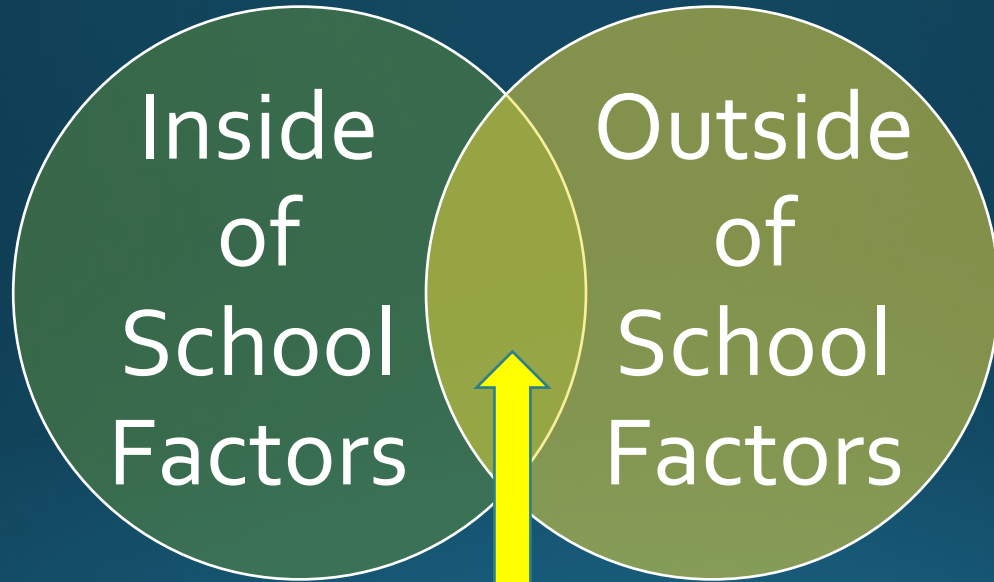 Inside
of
School
Factors
Outside
of
School
Factors